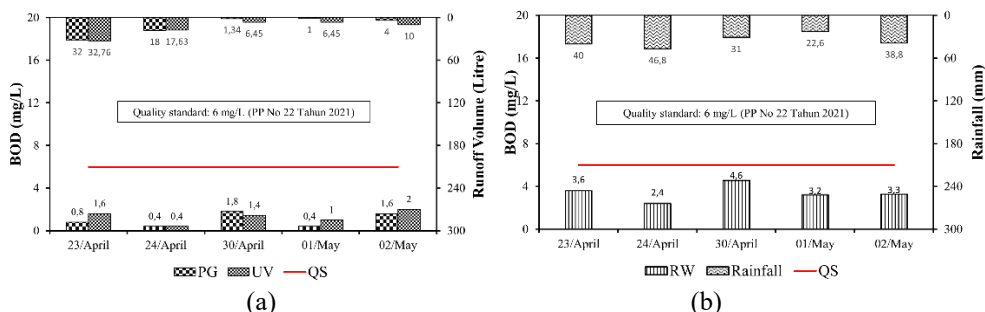 20 16 12 8 4 0
BOD (mg/L)
0 60 120 180 240 300
Runoff Volume (Litre)
32 32,76 18 17,63 1,34 6,45 1 6,45 4 10
Quality standard: 6 mg/L (PP No 22 Tahun 2021)
0,8 1,6 0,4 0,4 1,8 1,4 0,4 1 1,6 2
23/April 24/April 30/April 01/May 02/May
PG UV QS
(a)
20 16 12 8 4 0
BOD (mg/L)
0 60 120 180 240 300
Rainfall (mm)
40 46,8 31 22,6 38,8
Quality standard: 6 mg/L (PP No 22 Tahun 2021)
3,6 2,4 4,6 3,2 3,3
23/April 24/April 30/April 01/May 02/May
RW Rainfall QS
(b)